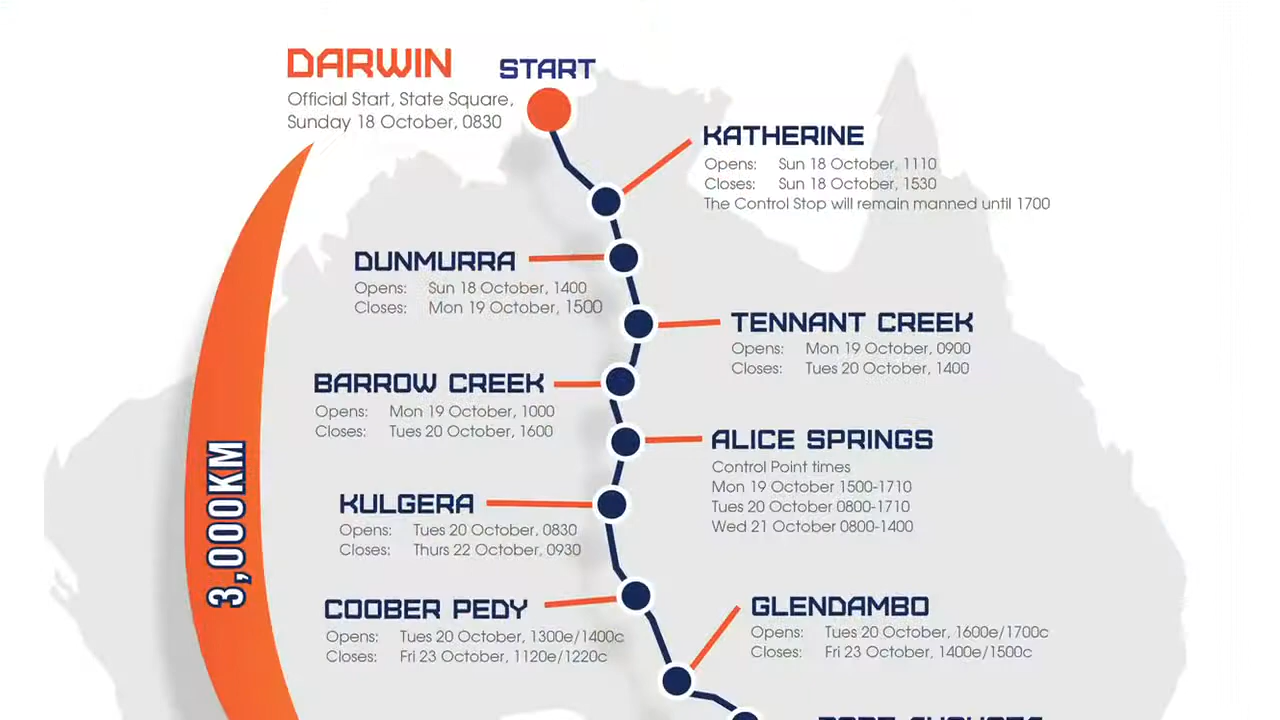 DARWIN
START
Official Start, State Square,
Sunday 18 October, 0830
KATHERINE
Opens: Sun 18 October, 1110
Closes: Sun 18 October, 1530
The Control Stop will remain manned until 1700
DUNMURRA
Opens: Sun 18 October, 1400
Closes: Mon 19 October, 1500
TENNANT CREEK
Opens: Mon 19 October, 0900
Closes: Tues 20 October, 1400
BARROW CREEK
Opens: Mon 19 October, 1000
Closes: Tues 20 October, 1600
ALICE SPRINGS
Control Point times
Mon 19 October 1500-1710
Tues 20 October 0800-1710
Wed 21 October 0800-1400
3,000KM
KULGERA
Opens: Tues 20 October, 0830
Closes: Thurs 22 October, 0930
COOBER PEDY
Opens: Tues 20 October, 1300e/1400c
Closes: Fri 23 October, 1120e/1220c
GLENDAMBO
Opens: Tues 20 October, 1600e/1700c
Closes: Fri 23 October, 1400e/1500c